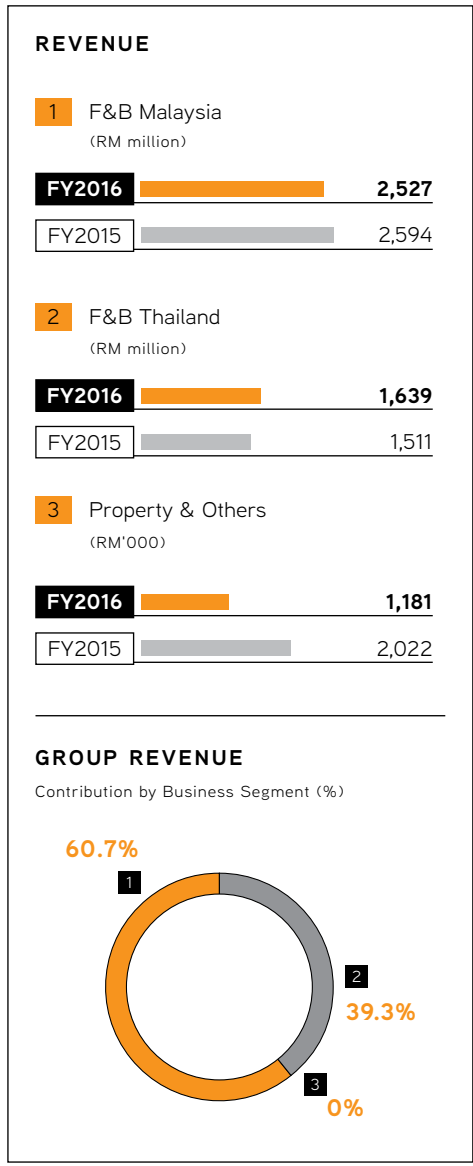 REVENUE
1 F&B Malaysia
(RM million)
FY2016 2,527
FY2015 2,594
2 F&B Thailand
(RM million)
FY2016 1,639
FY2015 1,511
3 Property & Others
(RM'000)
FY2016 1,181
FY2015 2,022
GROUP REVENUE
Contribution by Business Segment (%)
60.7%
1
2
39.3%
3
0%